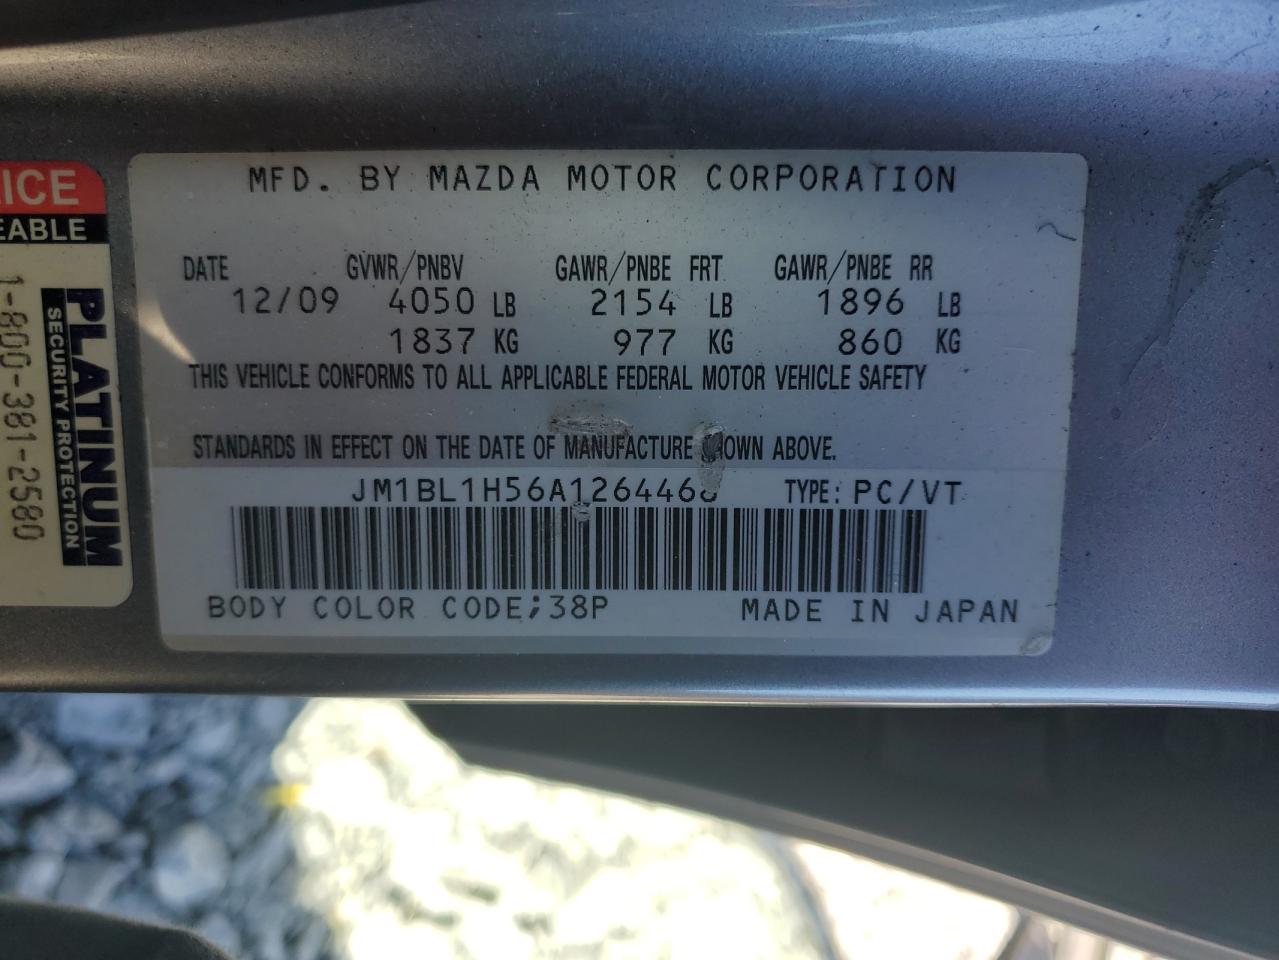 MFD. BY MAZDA MOTOR CORPORATION
DATE GVWR/PNBV GAWR/PNBE FRT GAWR/PNBE RR
12/09 4050 LB 2154 LB 1896 LB
1837 KG 977 KG 860 KG
THIS VEHICLE CONFORMS TO ALL APPLICABLE FEDERAL MOTOR VEHICLE SAFETY
STANDARDS IN EFFECT ON THE DATE OF MANUFACTURE OWN ABOVE.
JM1BL1H56A1264468 TYPE: PC/VT
BODY COLOR CODE;38P MADE IN JAPAN
ICE
EABLE
PLATINUM
SECURITY PROTECTION
1-800-381-2580